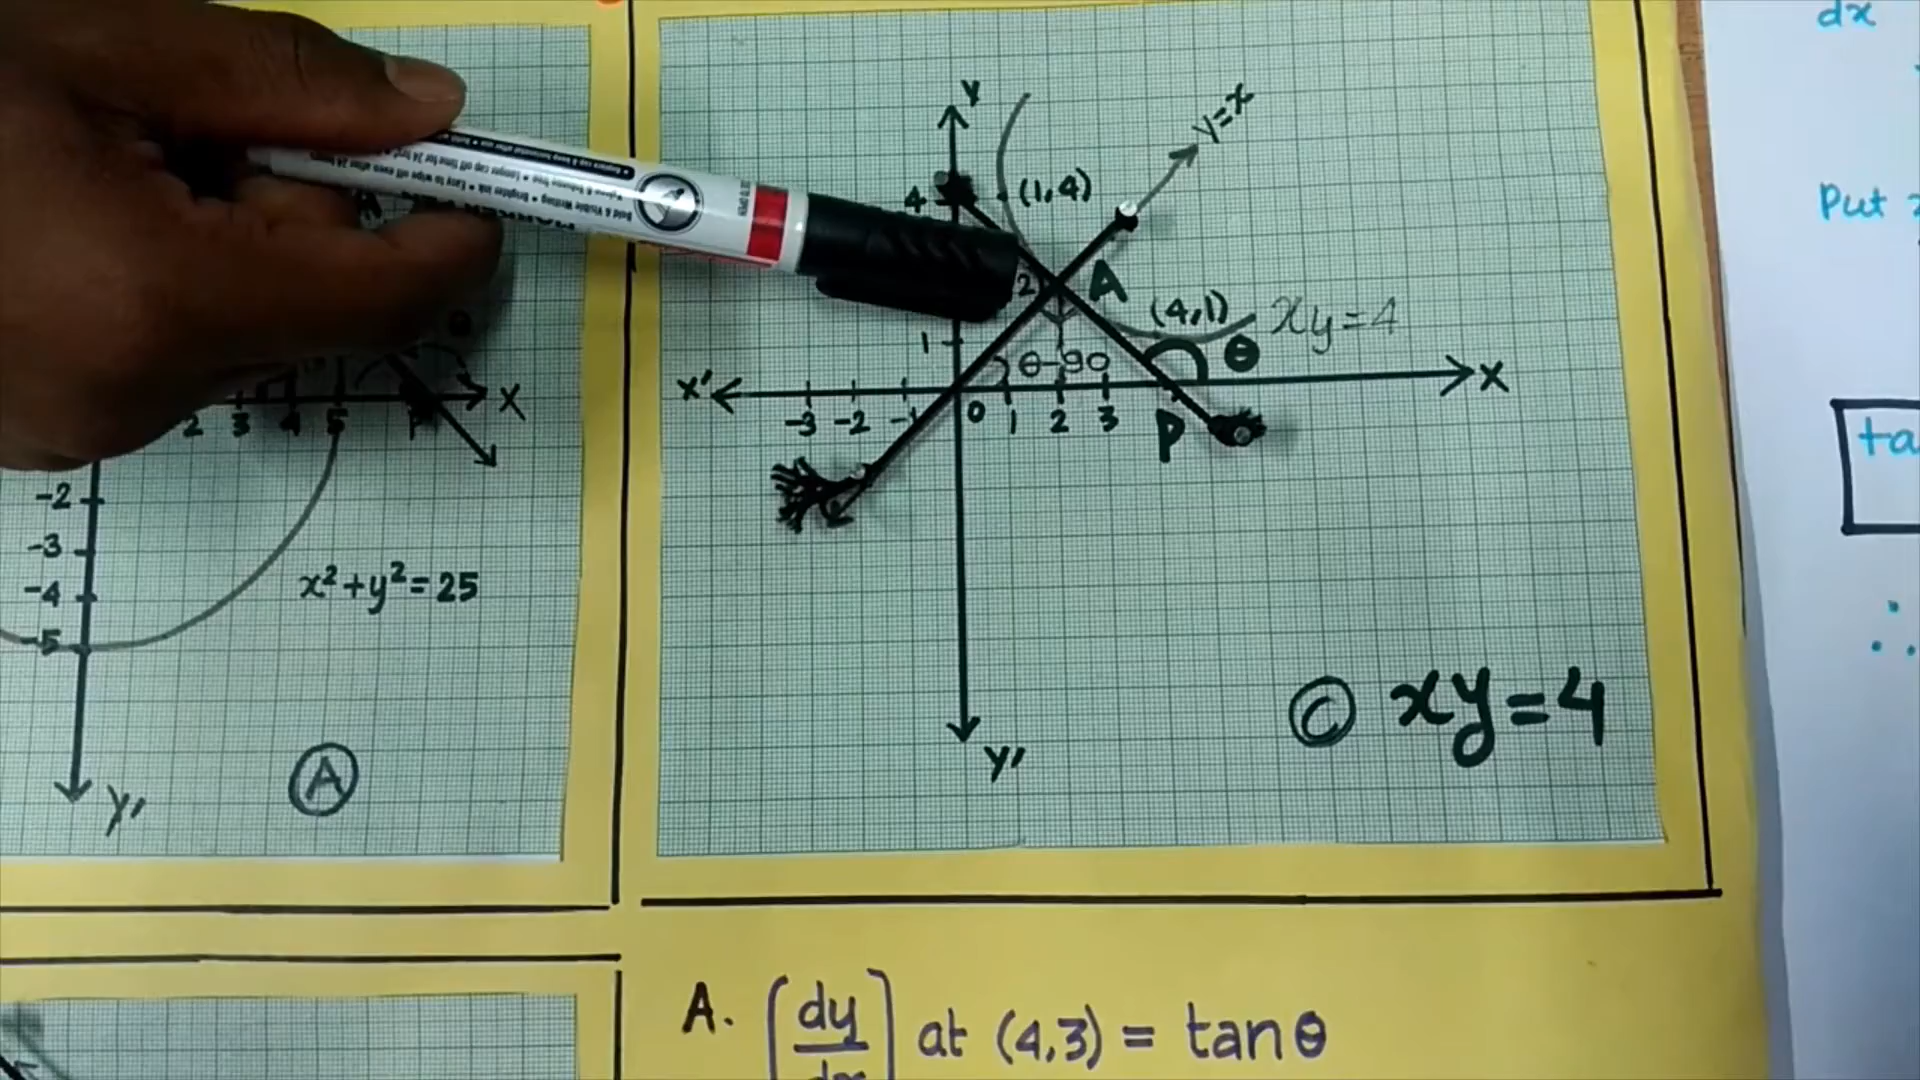 Y
y=x
4
(1,4)
2
A
(4,1)
xy=4
1
θ-90
θ
X'
X
-3 -2 -1 0 1 2 3
P
Y'
© xy=4
2 3 4 5
X
-2
-3
-4
-5
x²+y²=25
A
Y'
A. (dy/dx) at (4,3) = tanθ
dx
Put
ta
∴